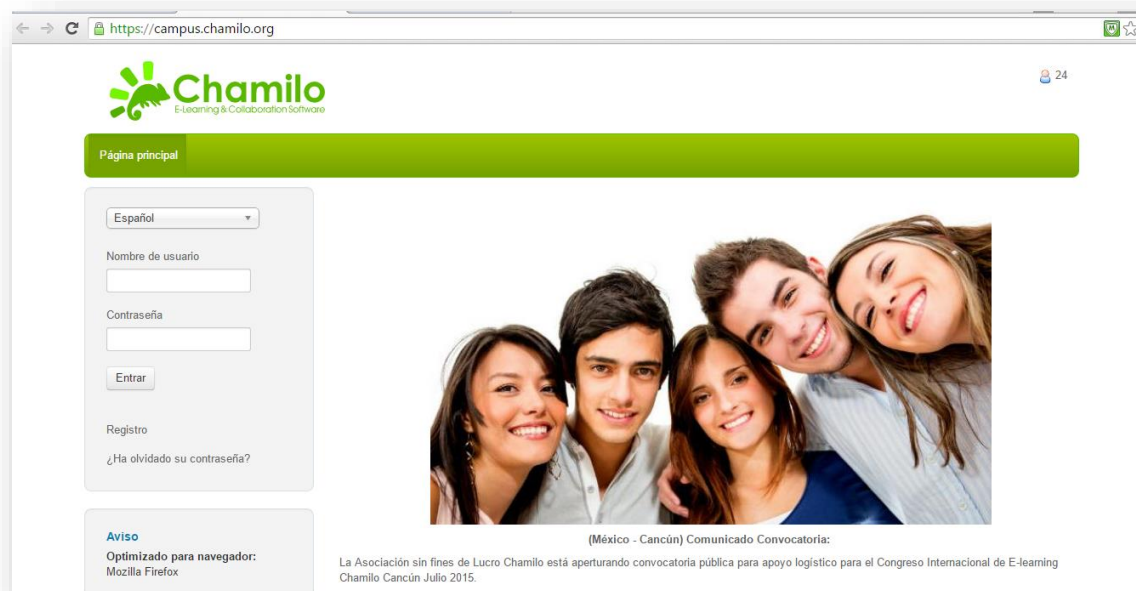 https://campus.chamilo.org
Chamilo
E-Learning & Collaboration Software
24
Página principal
Español
Nombre de usuario
Contraseña
Entrar
Registro
¿Ha olvidado su contraseña?
Aviso
Optimizado para navegador:
Mozilla Firefox
(México - Cancún) Comunicado Convocatoria:
La Asociación sin fines de Lucro Chamilo está aperturando convocatoria pública para apoyo logístico para el Congreso Internacional de E-learning
Chamilo Cancún Julio 2015.